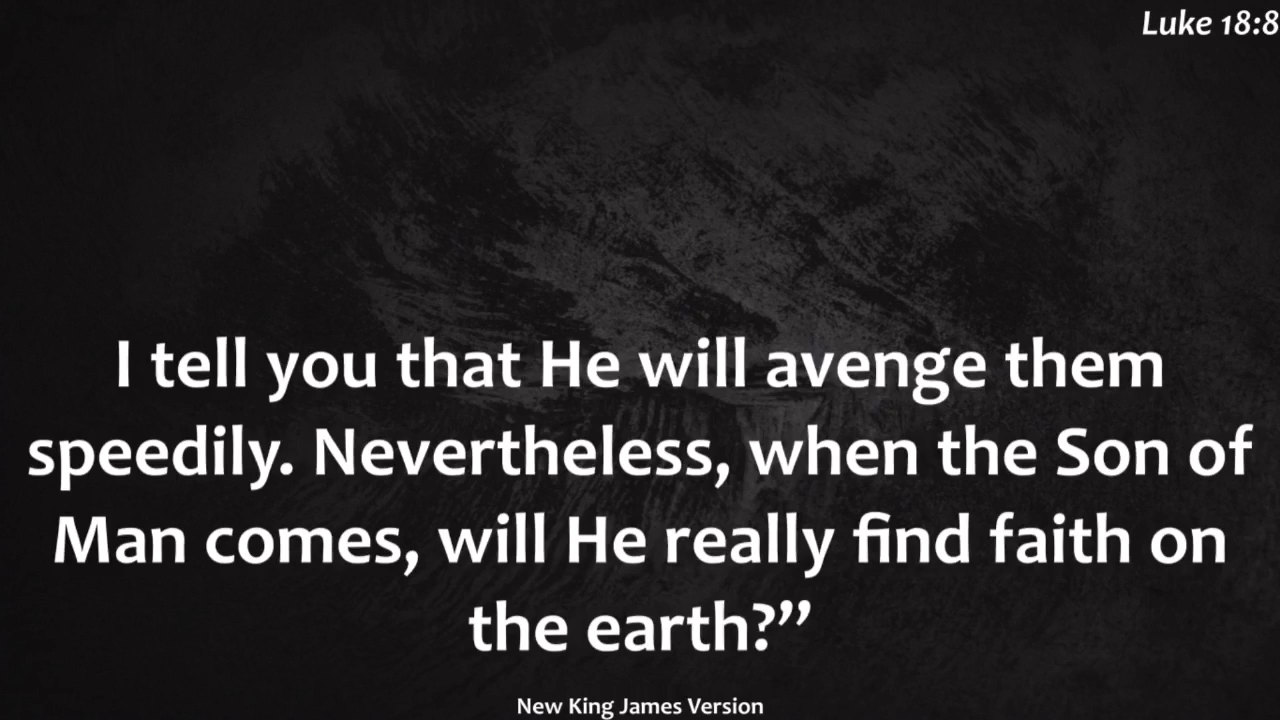 Luke 18:8
I tell you that He will avenge them
speedily. Nevertheless, when the Son of
Man comes, will He really find faith on
the earth?”
New King James Version